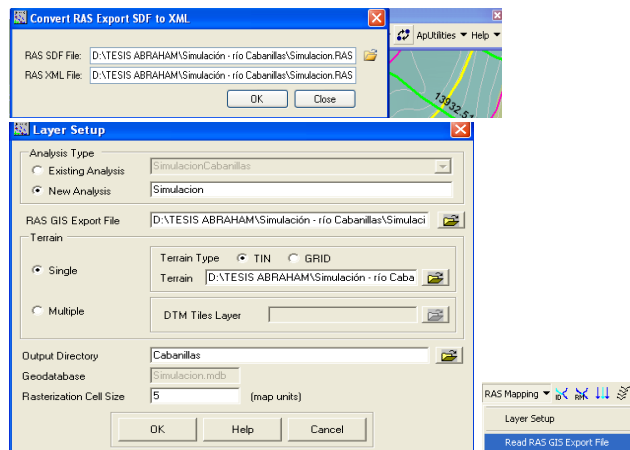 Convert RAS Export SDF to XML
RAS SDF File: D:\TESIS ABRAHAM\Simulación - río Cabanillas\Simulacion.RAS
RAS XML File: D:\TESIS ABRAHAM\Simulación - río Cabanillas\Simulacion.RAS
OK Close
ApUtilities Help
13932.51
Layer Setup
Analysis Type
Existing Analysis SimulacionCabanillas
New Analysis Simulacion
RAS GIS Export File D:\TESIS ABRAHAM\Simulación - río Cabanillas\Simulaci
Terrain
Single
Terrain Type TIN GRID
Terrain D:\TESIS ABRAHAM\Simulación - río Caba
Multiple
DTM Tiles Layer
Output Directory Cabanillas
Geodatabase Simulacion.mdb
Rasterization Cell Size 5 (map units)
OK Help Cancel
RAS Mapping
Layer Setup
Read RAS GIS Export File